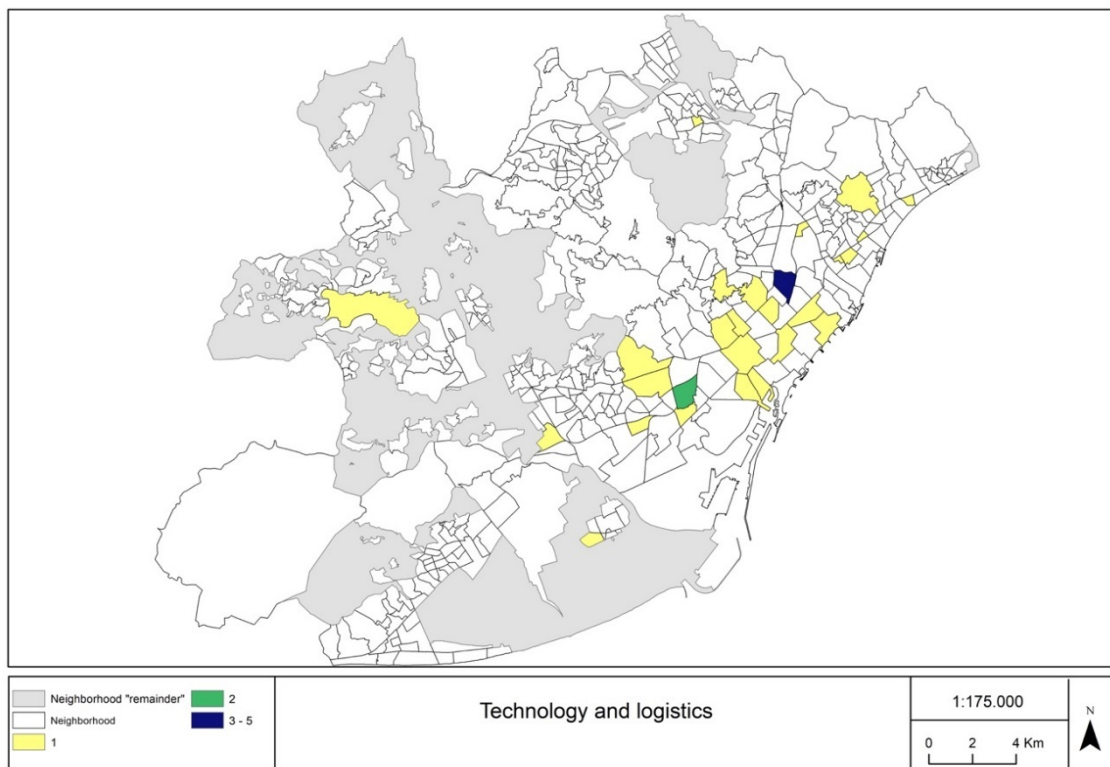 Neighborhood "remainder"
Neighborhood
1
2
3 - 5
Technology and logistics
1:175.000
0 2 4 Km
N